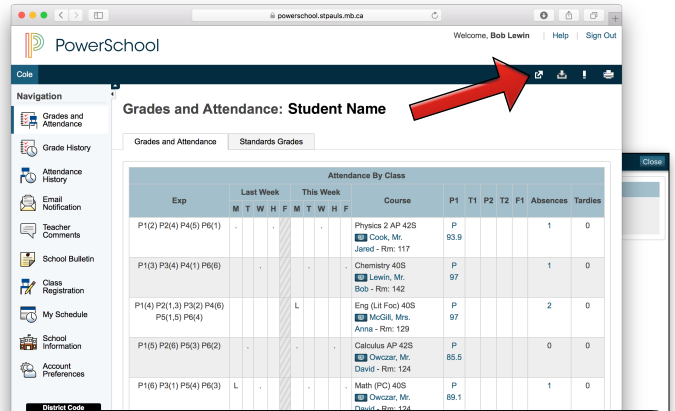 powerschool.stpauls.mb.ca
PowerSchool
Welcome, Bob Lewin | Help | Sign Out
Cole
Navigation
Grades and Attendance
Grade History
Attendance History
Email Notification
Teacher Comments
School Bulletin
Class Registration
My Schedule
School Information
Account Preferences
District Code
Grades and Attendance: Student Name
Grades and Attendance Standards Grades
Attendance By Class
Exp Last Week This Week Course P1 T1 P2 T2 F1 Absences Tardies
M T W H F M T W H F
P1(2) P2(4) P4(5) P6(1) . . . Physics 2 AP 42S P 1 0
Cook, Mr. 93.9
Jared - Rm: 117
P1(3) P3(4) P4(1) P6(6) . . . Chemistry 40S P 1 0
Lewin, Mr. 97
Bob - Rm: 142
P1(4) P2(1,3) P3(2) P4(6) L Eng (Lit Foc) 40S P 2 0
P5(1,5) P6(4) McGill, Mrs. 97
Anna - Rm: 129
P1(5) P2(6) P5(3) P6(2) . . . Calculus AP 42S P 0 0
Owczar, Mr. 85.5
David - Rm: 124
P1(6) P3(1) P5(4) P6(3) L . . . Math (PC) 40S P 1 0
Owczar, Mr. 89.1
David - Rm: 124
Close